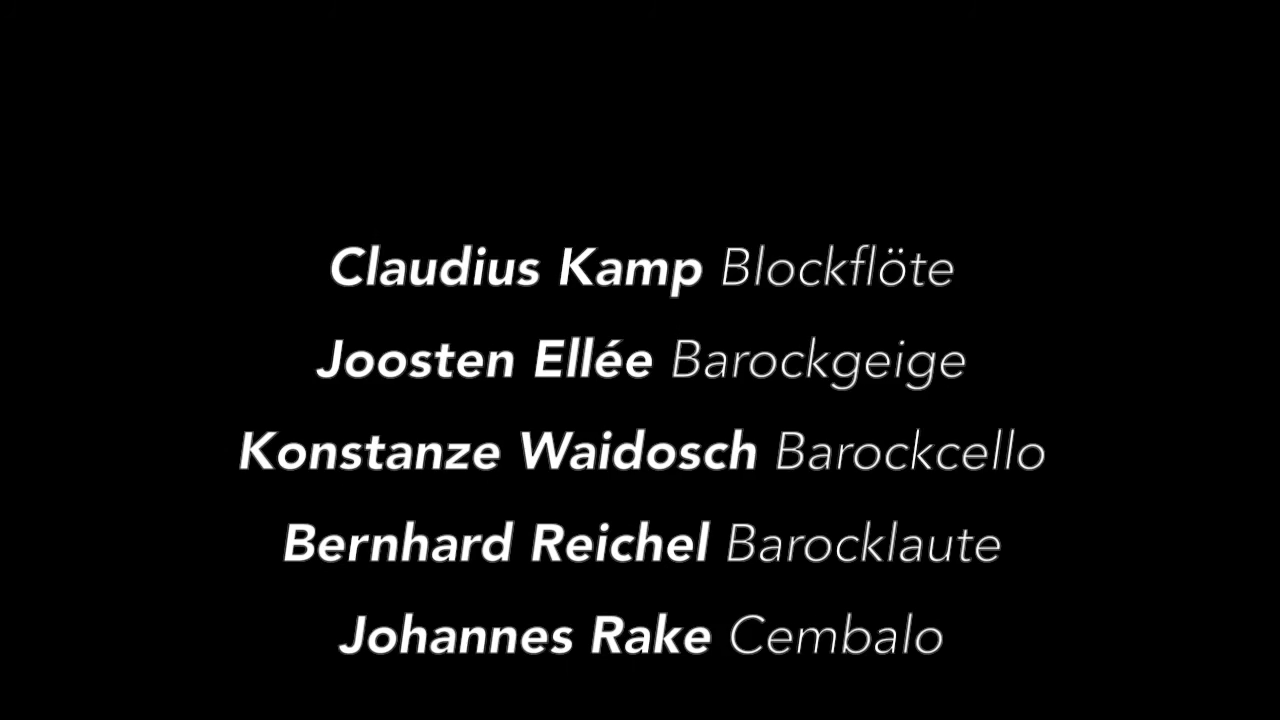 Claudius Kamp Blockflöte
Joosten Ellée Barockgeige
Konstanze Waidosch Barockcello
Bernhard Reichel Barocklaute
Johannes Rake Cembalo